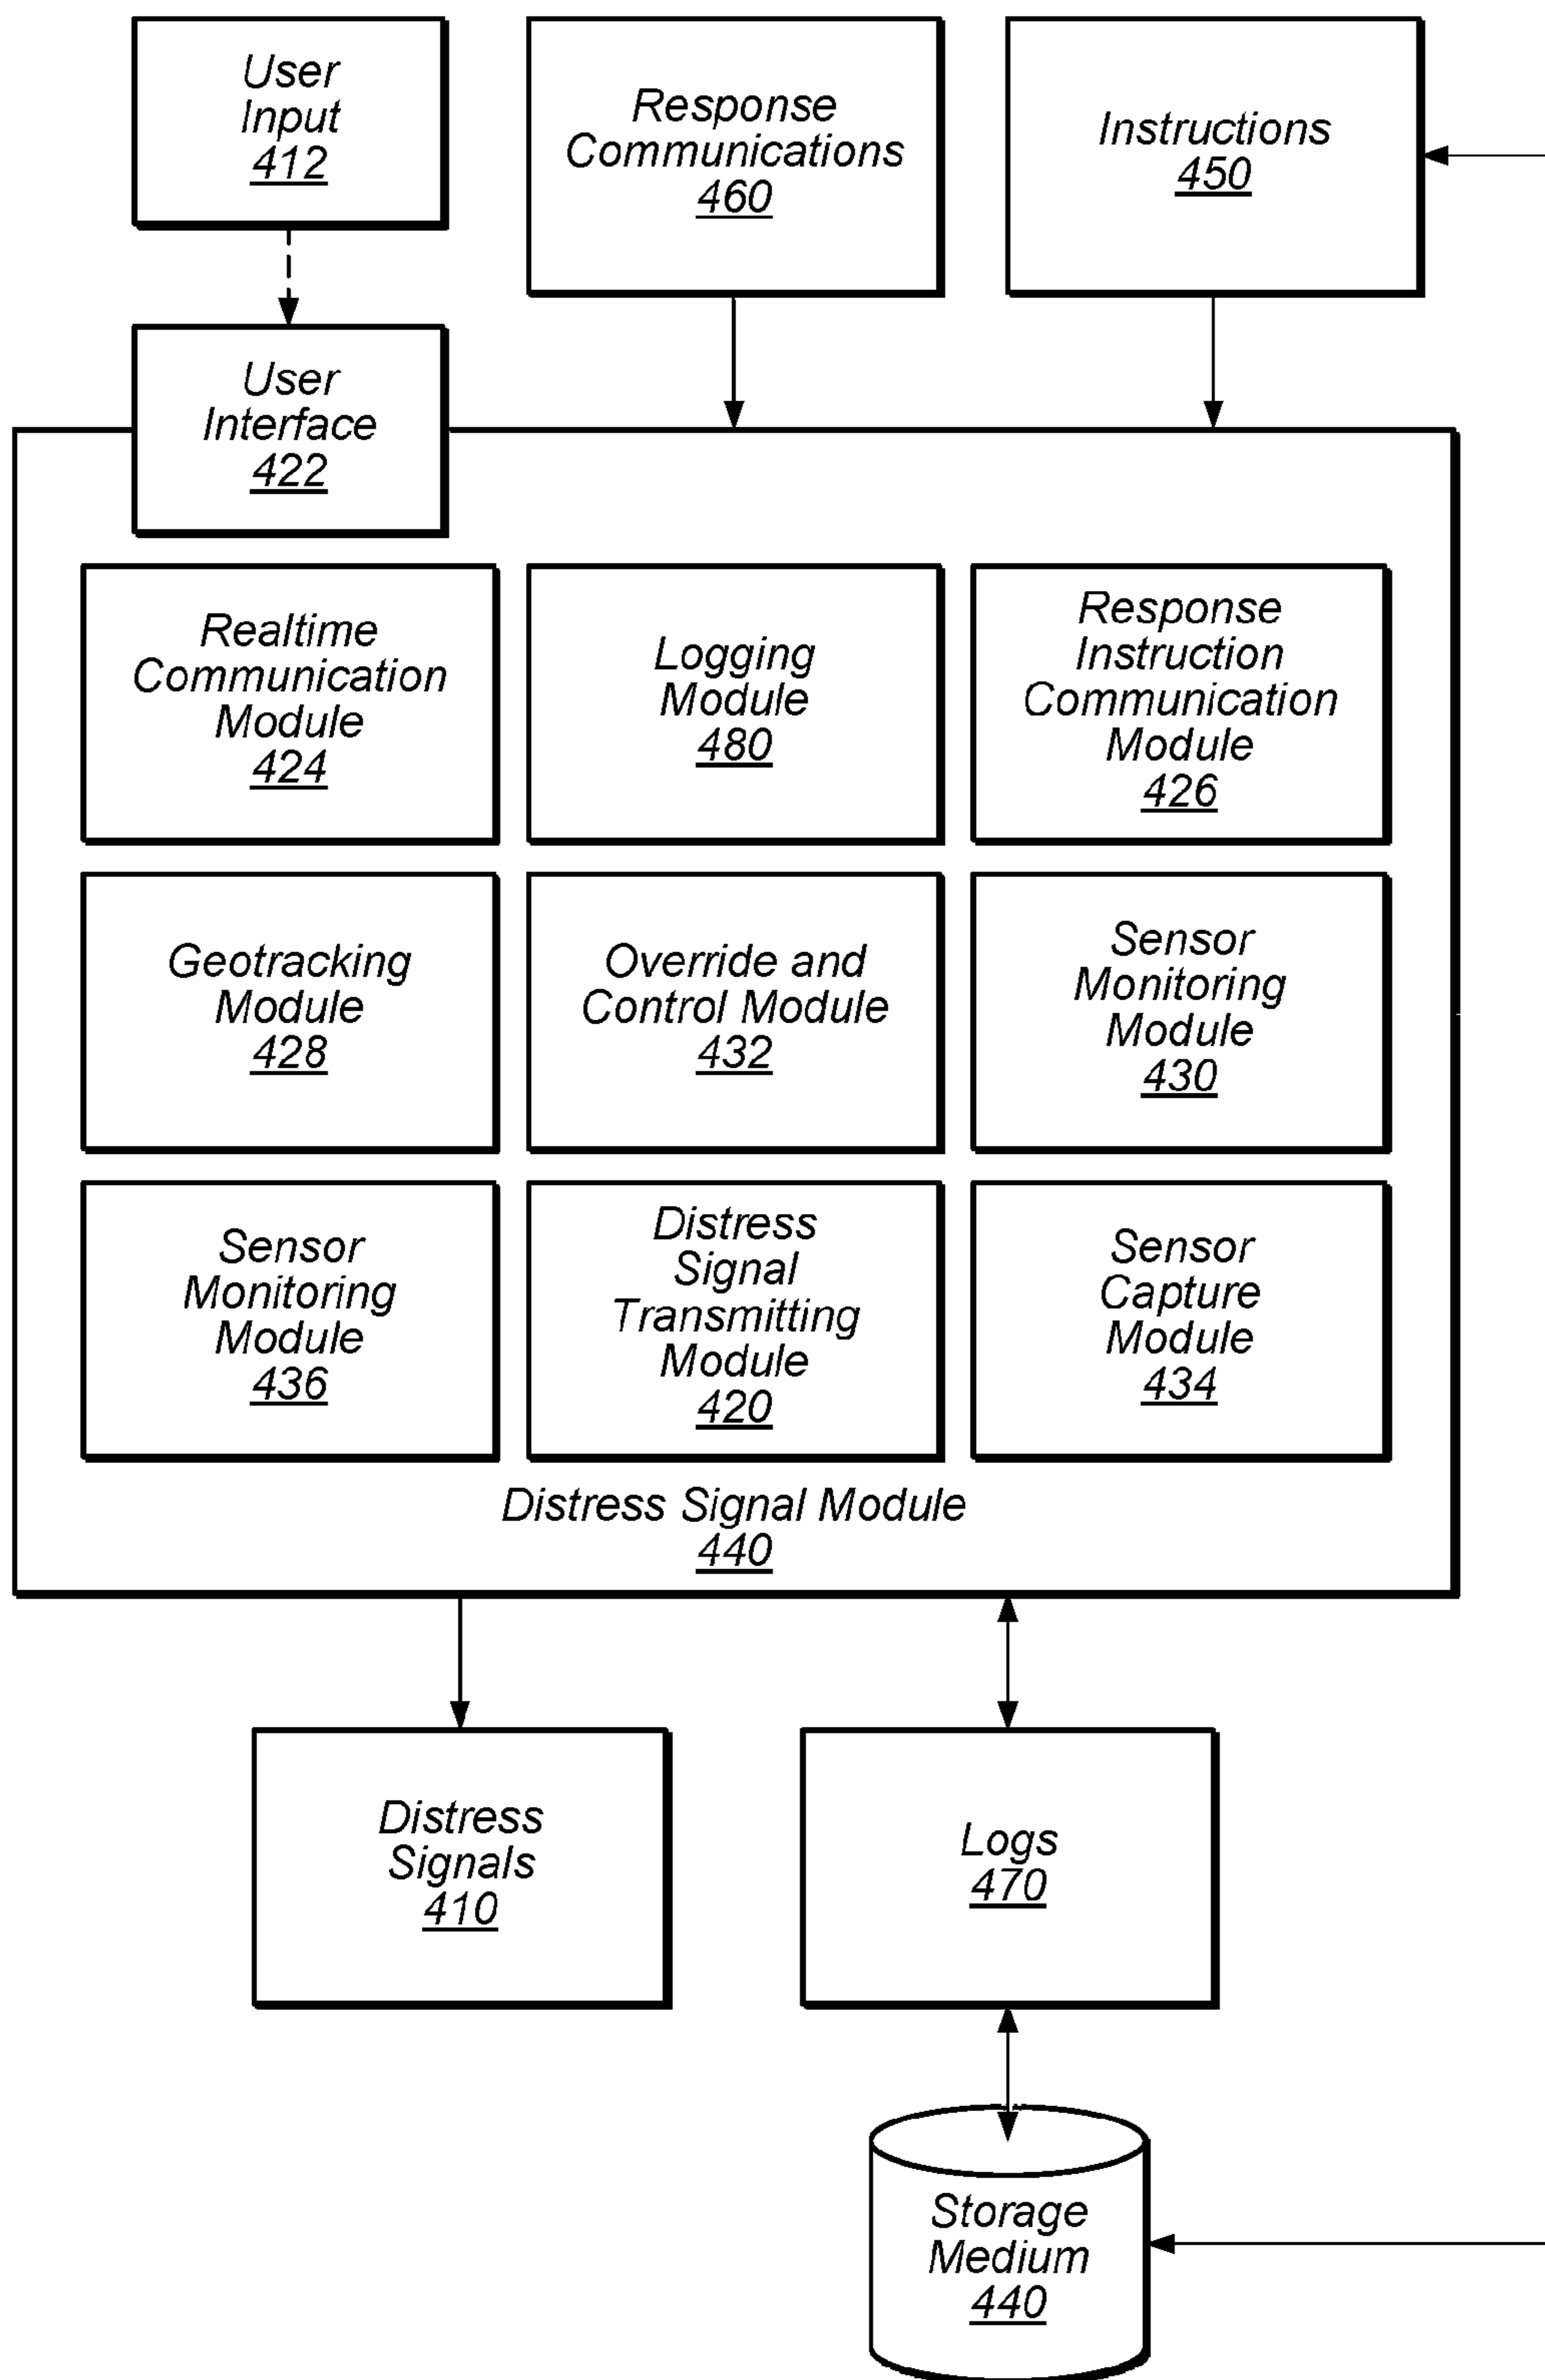 User
Input
412
Response
Communications
460
Instructions
450
User
Interface
422
Realtime
Communication
Module
424
Logging
Module
480
Response
Instruction
Communication
Module
426
Geotracking
Module
428
Override and
Control Module
432
Sensor
Monitoring
Module
430
Sensor
Monitoring
Module
436
Distress
Signal
Transmitting
Module
420
Sensor
Capture
Module
434
Distress Signal Module
440
Distress
Signals
410
Logs
470
Storage
Medium
440